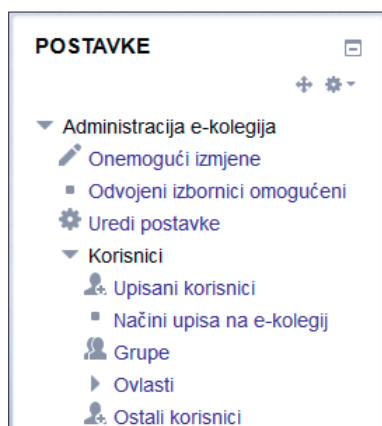 POSTAVKE
Administracija e-kolegija
Onemogući izmjene
Odvojeni izbornici omogućeni
Uredi postavke
Korisnici
Upisani korisnici
Načini upisa na e-kolegij
Grupe
Ovlasti
Ostali korisnici